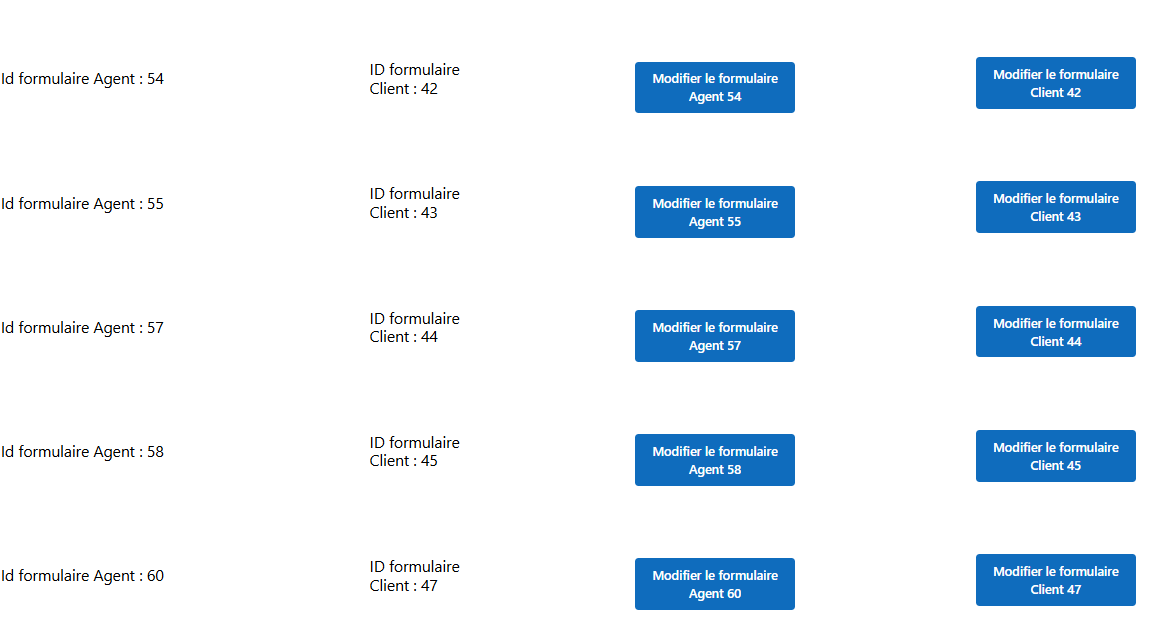 Id formulaire Agent : 54
ID formulaire
Client : 42
Modifier le formulaire
Agent 54
Modifier le formulaire
Client 42
Id formulaire Agent : 55
ID formulaire
Client : 43
Modifier le formulaire
Agent 55
Modifier le formulaire
Client 43
Id formulaire Agent : 57
ID formulaire
Client : 44
Modifier le formulaire
Agent 57
Modifier le formulaire
Client 44
Id formulaire Agent : 58
ID formulaire
Client : 45
Modifier le formulaire
Agent 58
Modifier le formulaire
Client 45
Id formulaire Agent : 60
ID formulaire
Client : 47
Modifier le formulaire
Agent 60
Modifier le formulaire
Client 47